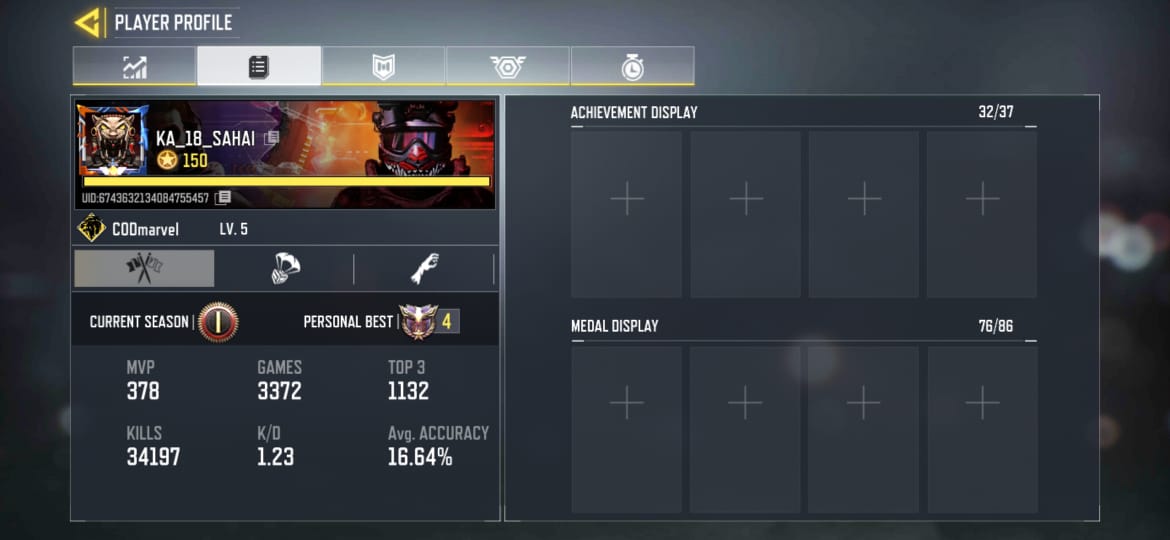 PLAYER PROFILE
KA_18_SAHAI
150
UID:6743632134084755457
CODmarvel LV. 5
CURRENT SEASON I PERSONAL BEST 4
MVP GAMES TOP 3
378 3372 1132
KILLS K/D Avg. ACCURACY
34197 1.23 16.64%
ACHIEVEMENT DISPLAY 32/37
MEDAL DISPLAY 76/86